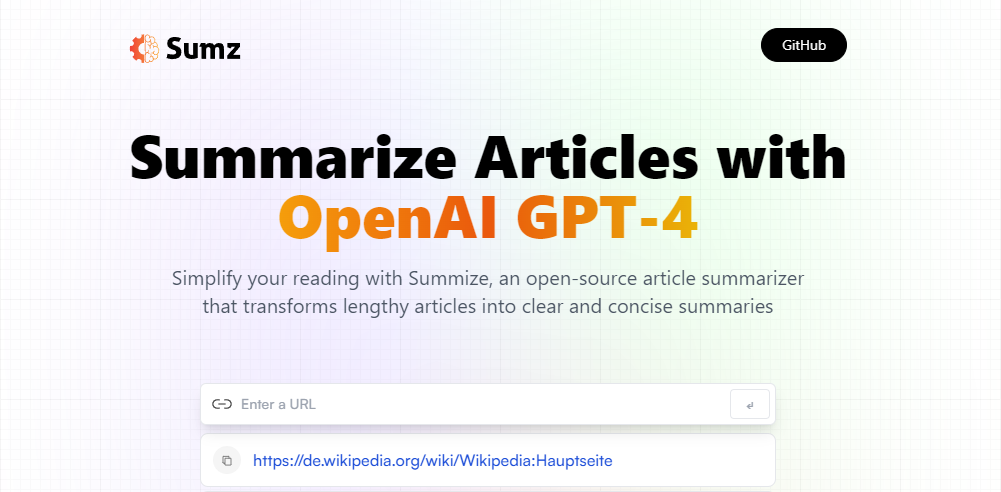 Sumz
GitHub
Summarize Articles with
OpenAI GPT-4
Simplify your reading with Summize, an open-source article summarizer
that transforms lengthy articles into clear and concise summaries
Enter a URL
https://de.wikipedia.org/wiki/Wikipedia:Hauptseite